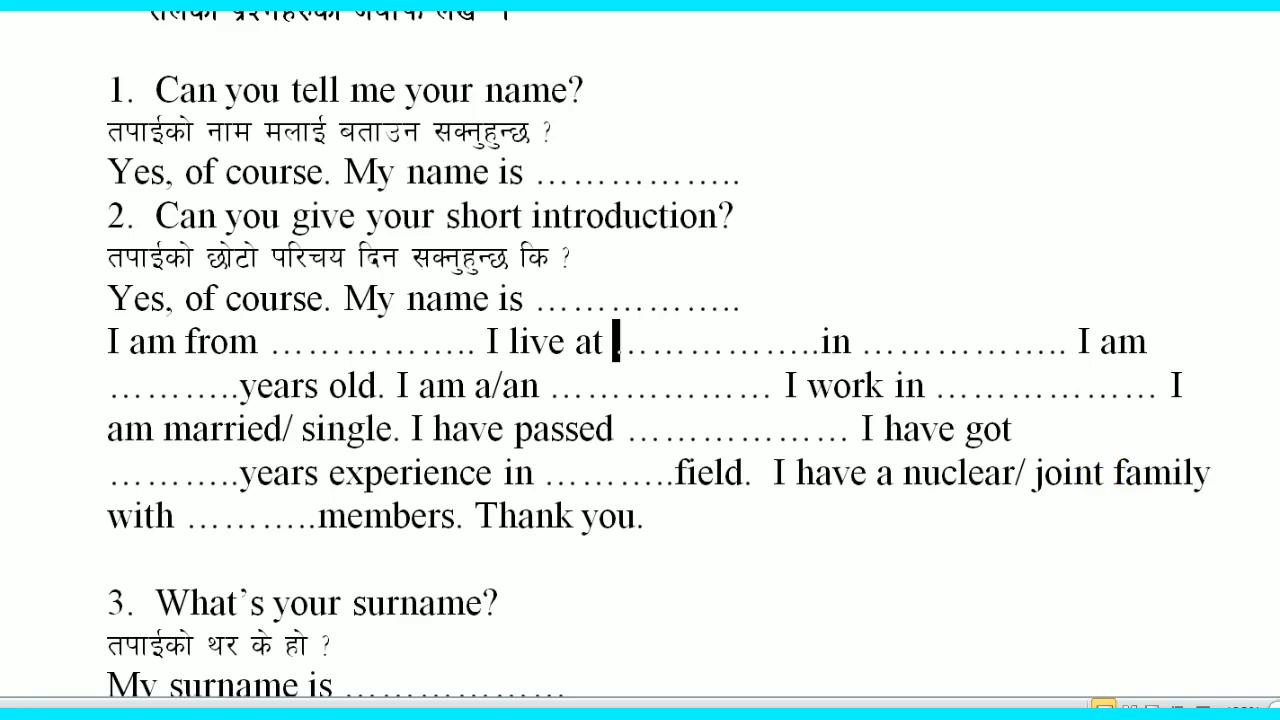 तलका प्रश्नहरुको जवाफ लेख ।
1. Can you tell me your name?
तपाईको नाम मलाई बताउन सक्नुहुन्छ ?
Yes, of course. My name is ……………..
2. Can you give your short introduction?
तपाईको छोटो परिचय दिन सक्नुहुन्छ कि ?
Yes, of course. My name is ……………..
I am from …………….. I live at ……………..in …………….. I am
………..years old. I am a/an ……………… I work in ……………… I
am married/ single. I have passed ……………… I have got
………..years experience in ………..field. I have a nuclear/ joint family
with ………..members. Thank you.
3. What's your surname?
तपाईको थर के हो ?
My surname is ………………